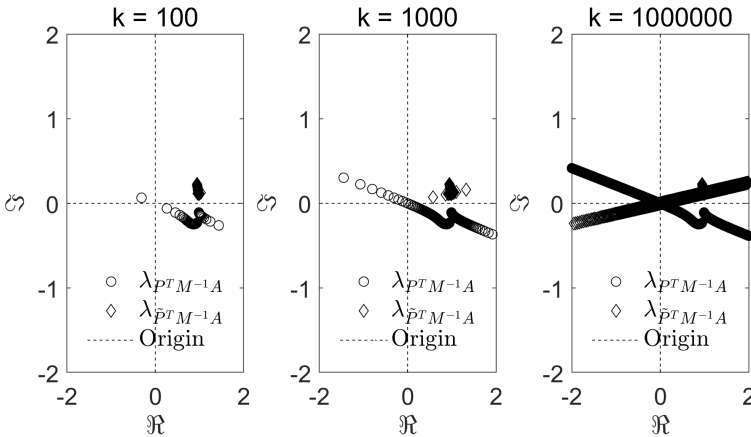 k = 100
k = 1000
k = 1000000
2
1
0
-1
-2
ℑ
λ_{P^T M^{-1} A}
λ_{P̃^T M^{-1} A}
Origin
-2 0 2
ℜ
2
1
0
-1
-2
ℑ
λ_{P^T M^{-1} A}
λ_{P̃^T M^{-1} A}
Origin
-2 0 2
ℜ
2
1
0
-1
-2
ℑ
λ_{P^T M^{-1} A}
λ_{P̃^T M^{-1} A}
Origin
-2 0 2
ℜ